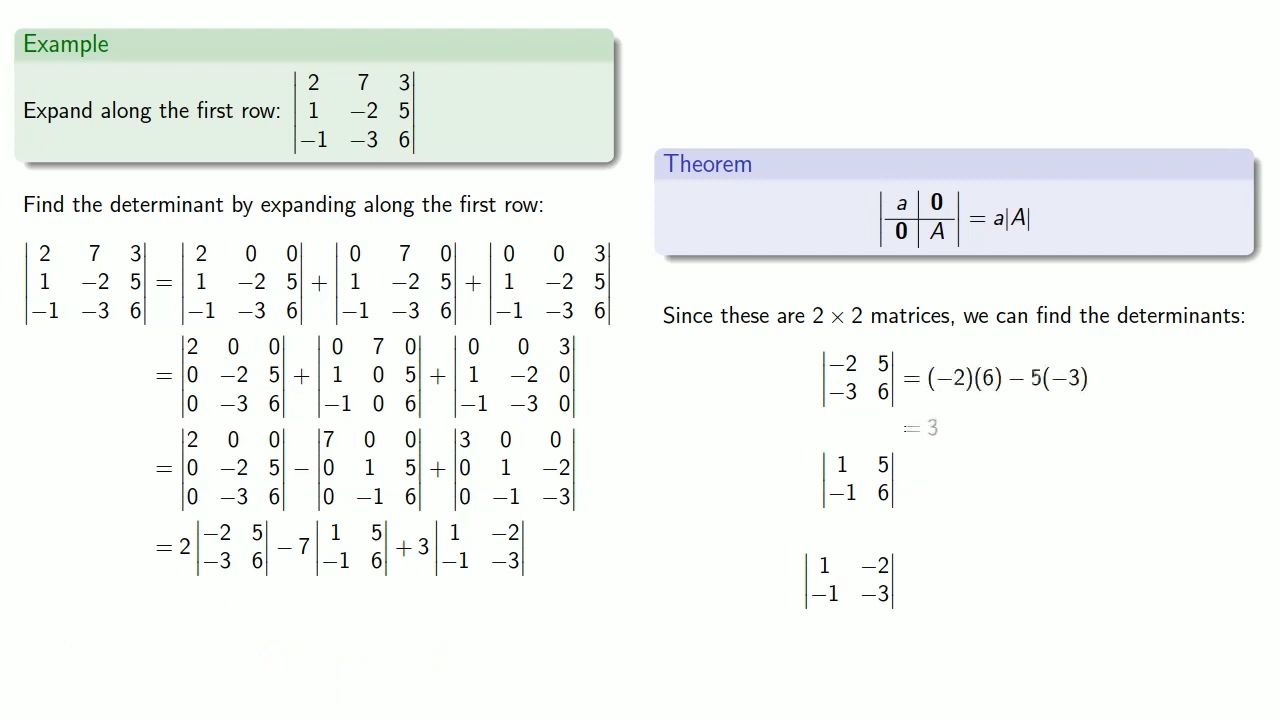 Example
Expand along the first row: | 2 7 3 |
| 1 −2 5 |
| −1 −3 6 |
Find the determinant by expanding along the first row:
| 2 7 3 | | 2 0 0 | | 0 7 0 | | 0 0 3 |
| 1 −2 5 | = | 1 −2 5 | + | 1 −2 5 | + | 1 −2 5 |
| −1 −3 6 | | −1 −3 6 | | −1 −3 6 | | −1 −3 6 |
| 2 0 0 | | 0 7 0 | | 0 0 3 |
= | 0 −2 5 | + | 1 0 5 | + | 1 −2 0 |
| 0 −3 6 | | −1 0 6 | | −1 −3 0 |
| 2 0 0 | | 7 0 0 | | 3 0 0 |
= | 0 −2 5 | − | 0 1 5 | + | 0 1 −2 |
| 0 −3 6 | | 0 −1 6 | | 0 −1 −3 |
= 2 | −2 5 | − 7 | 1 5 | + 3 | 1 −2 |
| −3 6 | | −1 6 | | −1 −3 |
Theorem
| a | 0 |
| 0 | A | = a|A|
Since these are 2 × 2 matrices, we can find the determinants:
| −2 5 |
| −3 6 | = (−2)(6) − 5(−3)
= 3
| 1 5 |
| −1 6 |
| 1 −2 |
| −1 −3 |